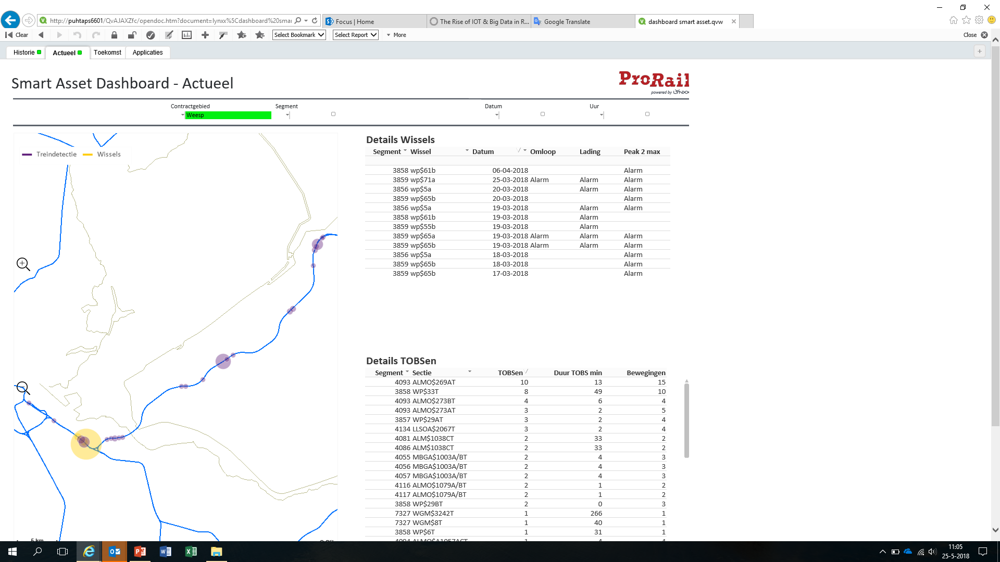 http://puhtaps6601/QvAJAXZfc/opendoc.htm?document=lynxx%5Cdashboard%20smar
Focus | Home
The Rise of IOT & Big Data in R...
Google Translate
dashboard smart asset.qvw
Clear
Select Bookmark
Select Report
More
Close
Historie
Actueel
Toekomst
Applicaties
Smart Asset Dashboard - Actueel
ProRail
powered by LYNXX
Contractgebied Segment Datum Uur
Weesp
Treindetectie Wissels
5 km
Details Wissels
Segment Wissel Datum Omloop Lading Peak 2 max
3858 wp$61b 06-04-2018 Alarm
3859 wp$71a 25-03-2018 Alarm Alarm Alarm
3856 wp$5a 20-03-2018 Alarm Alarm
3859 wp$65b 20-03-2018 Alarm
3856 wp$5a 19-03-2018 Alarm Alarm
3858 wp$61b 19-03-2018 Alarm
3859 wp$55b 19-03-2018 Alarm
3859 wp$65a 19-03-2018 Alarm Alarm Alarm
3859 wp$65b 19-03-2018 Alarm Alarm Alarm
3856 wp$5a 18-03-2018 Alarm
3859 wp$65b 18-03-2018 Alarm
3859 wp$65b 17-03-2018 Alarm
Details TOBSen
Segment Sectie TOBSen Duur TOBS min Bewegingen
4093 ALMO$269AT 10 13 15
3858 WP$33T 8 49 10
4093 ALMO$273BT 4 6 4
4093 ALMO$273AT 3 2 5
3857 WP$29AT 3 2 4
4134 LLSOA$2067T 3 2 4
4081 ALM$1038CT 2 33 2
4086 ALM$1038CT 2 33 2
4055 MBGA$1003A/BT 2 4 3
4056 MBGA$1003A/BT 2 4 3
4057 MBGA$1003A/BT 2 4 3
4116 ALMO$1079A/BT 2 1 2
4117 ALMO$1079A/BT 2 1 2
3858 WP$29BT 2 0 3
7327 WGM$3242T 1 266 1
7327 WGM$8T 1 40 1
3858 WP$6T 1 31 1
11:05
25-5-2018